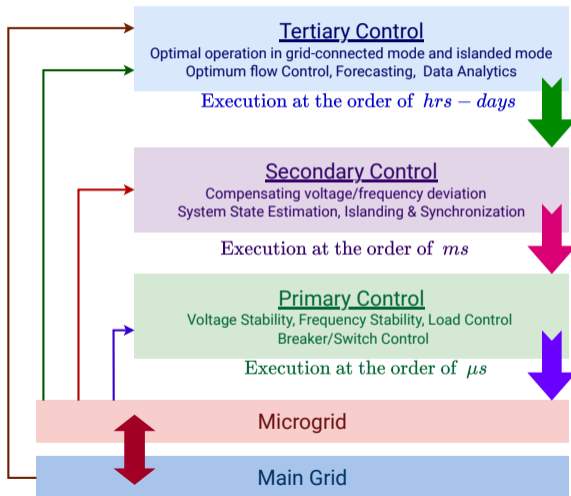 Tertiary Control
Optimal operation in grid-connected mode and islanded mode
Optimum flow Control, Forecasting, Data Analytics
Execution at the order of hrs − days
Secondary Control
Compensating voltage/frequency deviation
System State Estimation, Islanding & Synchronization
Execution at the order of ms
Primary Control
Voltage Stability, Frequency Stability, Load Control
Breaker/Switch Control
Execution at the order of μs
Microgrid
Main Grid